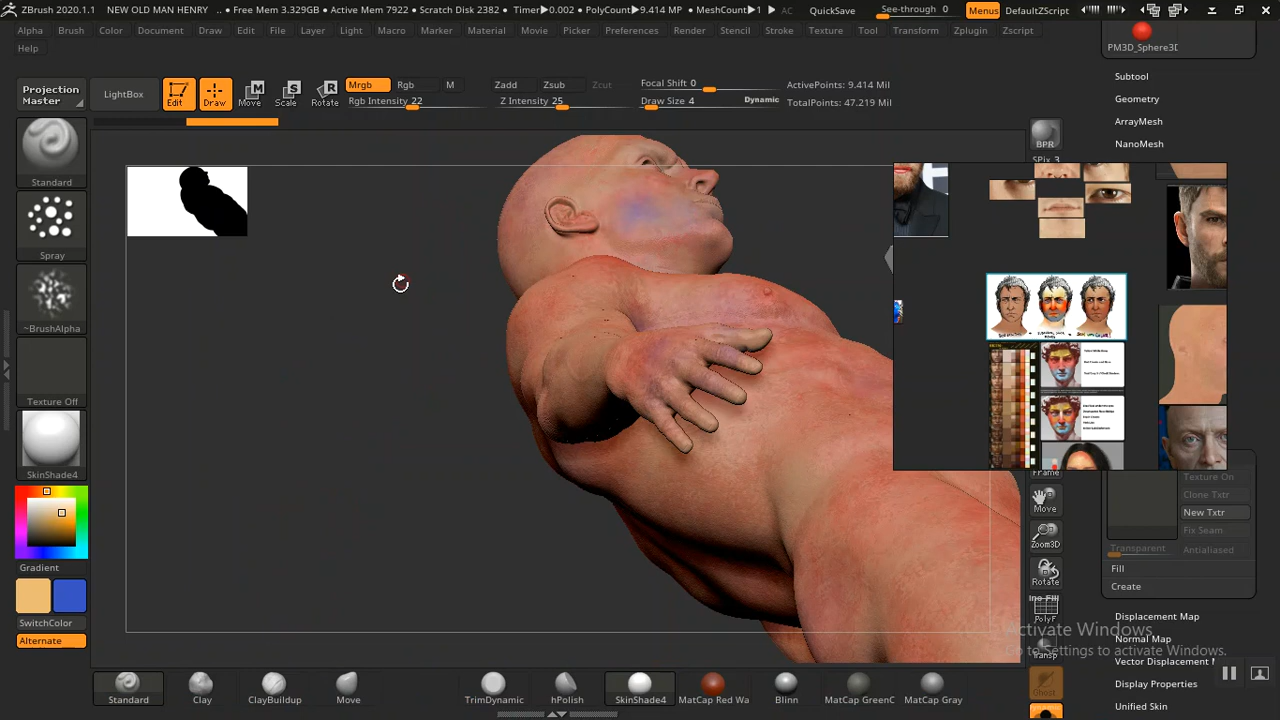 ZBrush 2020.1.1 NEW OLD MAN HENRY .. • Free Mem 3.329GB • Active Mem 7922 • Scratch Disk 2382 • Timer▶0.002 • PolyCount▶9.414 MP • MeshCount▶1 AC QuickSave See-through 0 Menus DefaultZScript
Alpha Brush Color Document Draw Edit File Layer Light Macro Marker Material Movie Picker Preferences Render Stencil Stroke Texture Tool Transform Zplugin Zscript
Help
PM3D_Sphere3D
Projection
Master
LightBox
Edit
Draw
Move
Scale
Rotate
Mrgb Rgb M
Rgb Intensity 22
Zadd Zsub Zcut
Z Intensity 25
Focal Shift 0
Draw Size 4 Dynamic
ActivePoints: 9.414 Mil
TotalPoints: 47.219 Mil
Standard
Spray
~BrushAlpha
Texture Off
SkinShade4
Gradient
SwitchColor
Alternate
BPR
SPix 3
Subtool
Geometry
ArrayMesh
NanoMesh
Frame
Move
Zoom3D
Rotate
PolyF
Transp
Ghost
Texture On
Clone Txtr
New Txtr
Fix Seam
Transparent Antialiased
Fill
Create
Displacement Map
Normal Map
Vector Displacement
Display Properties
Unified Skin
Activate Windows
Go to Settings to activate Windows.
Standard Clay ClayBuildup Move TrimDynamic hPolish SkinShade4 MatCap Red Wa Blinn MatCap GreenC MatCap Gray